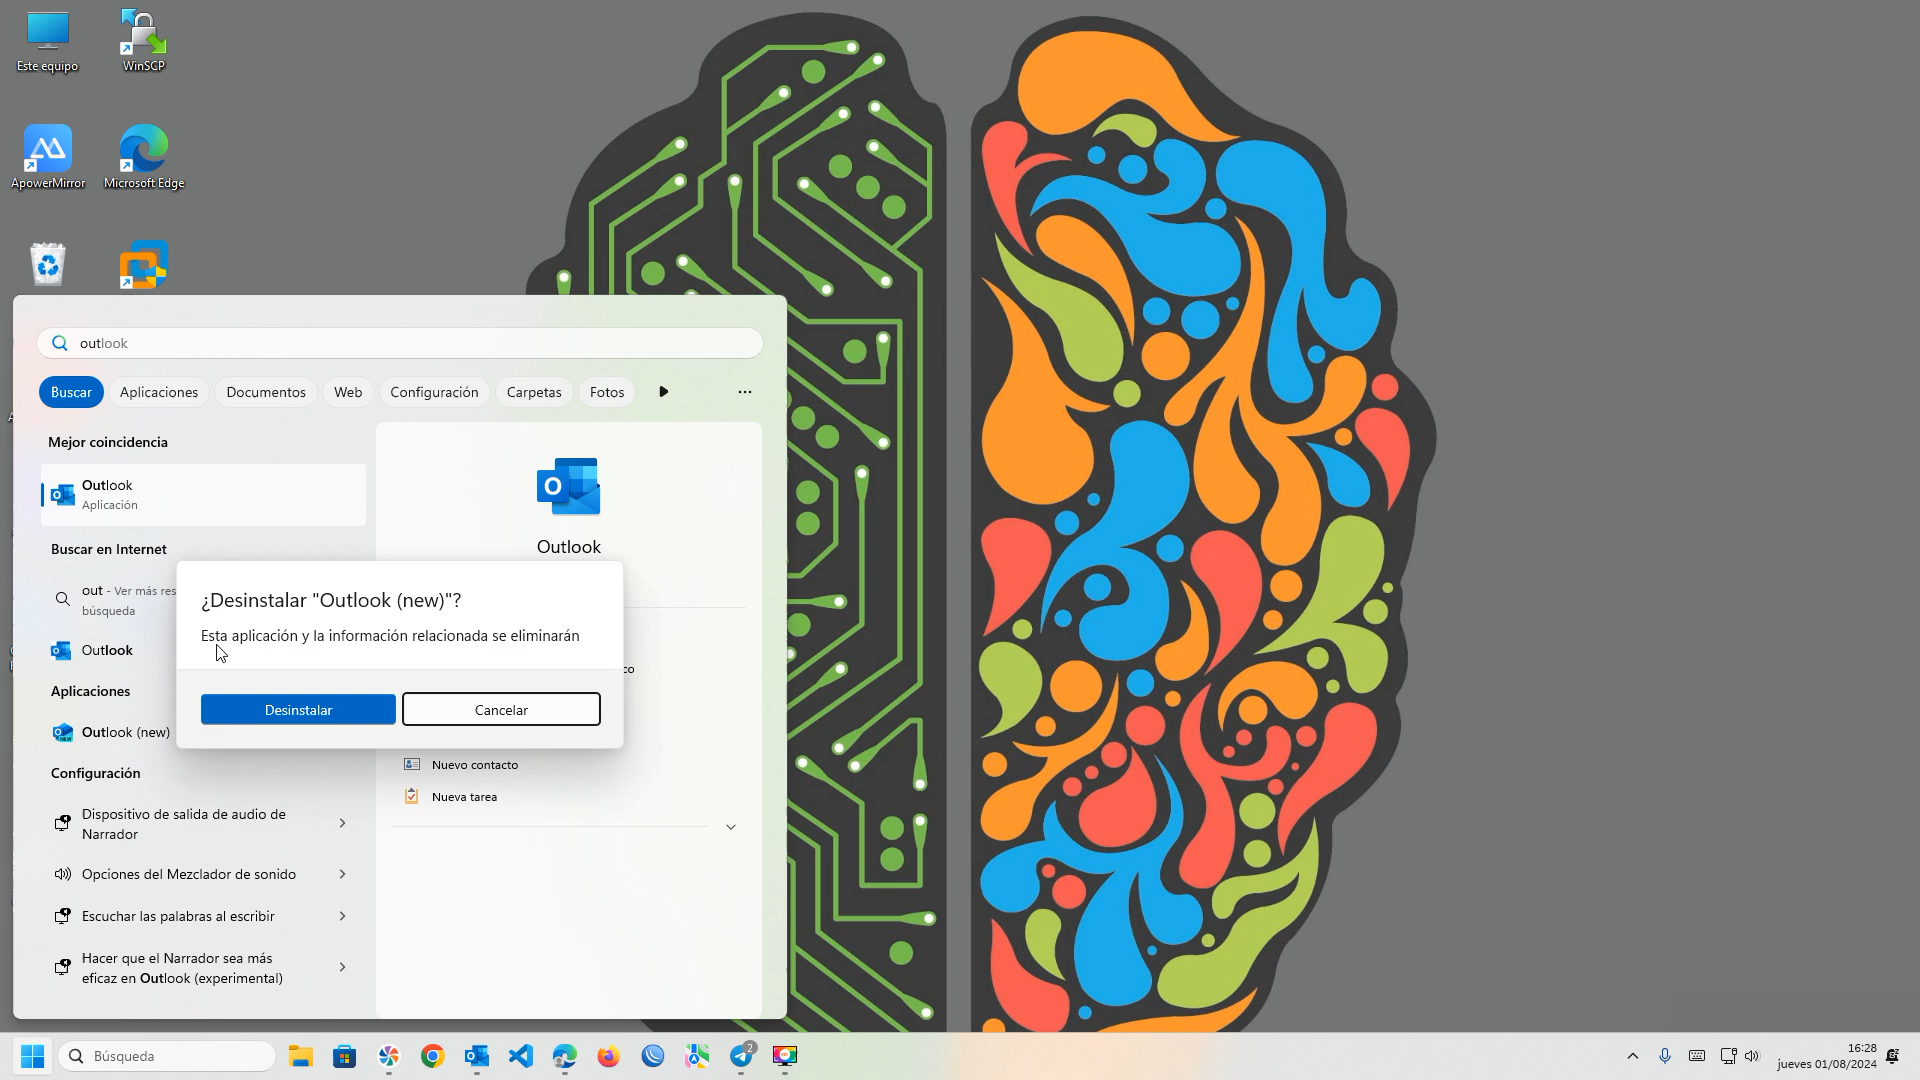 Este equipo
WinSCP
ApowerMirror
Microsoft Edge
outlook
Buscar
Aplicaciones
Documentos
Web
Configuración
Carpetas
Fotos
Mejor coincidencia
Outlook
Aplicación
Outlook
Buscar en Internet
out - Ver más res
búsqueda
Outlook
¿Desinstalar "Outlook (new)"?
Esta aplicación y la información relacionada se eliminarán
Desinstalar
Cancelar
co
Aplicaciones
Outlook (new)
Nuevo contacto
Nueva tarea
Configuración
Dispositivo de salida de audio de
Narrador
Opciones del Mezclador de sonido
Escuchar las palabras al escribir
Hacer que el Narrador sea más
eficaz en Outlook (experimental)
Búsqueda
2
16:28
jueves 01/08/2024